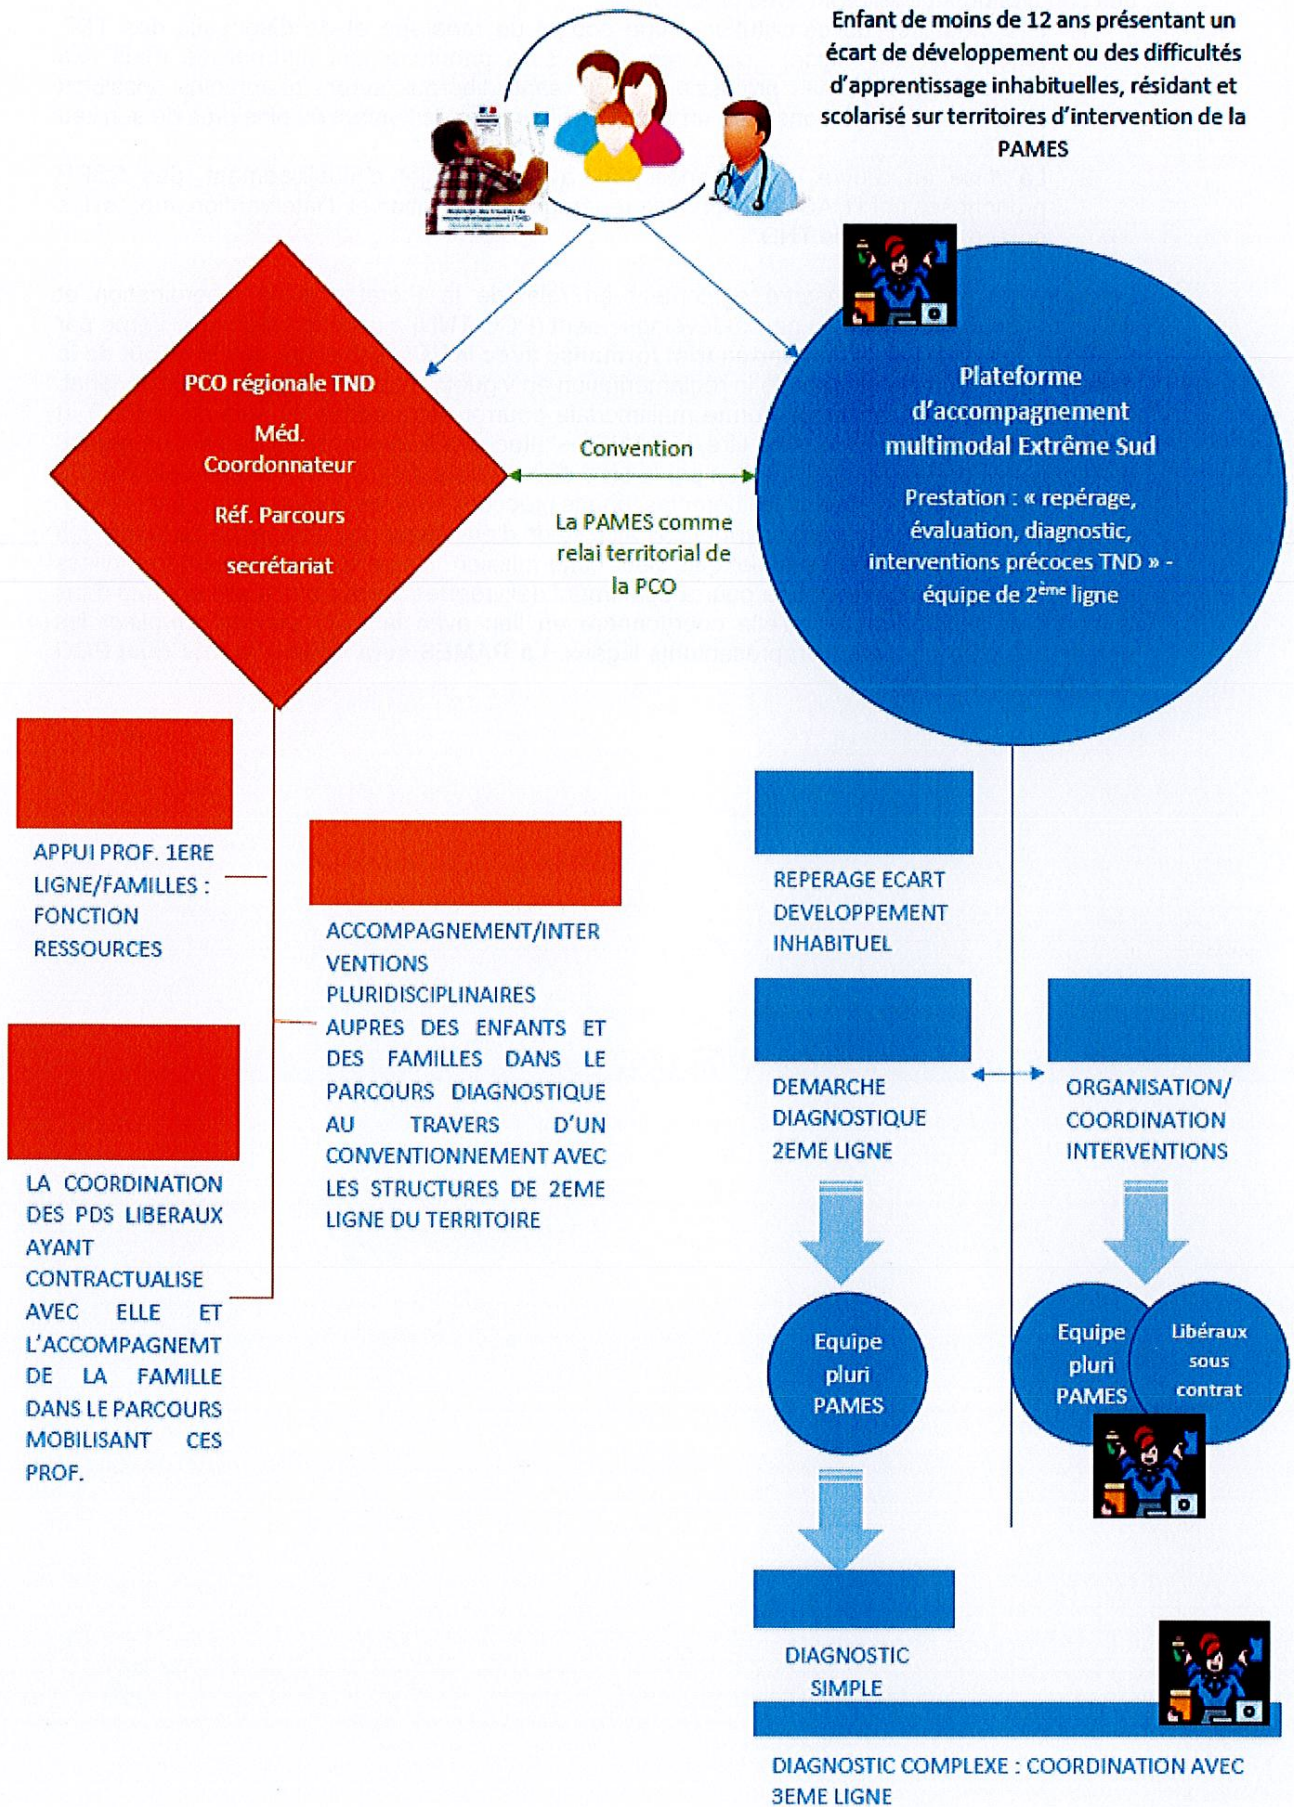 Enfant de moins de 12 ans présentant un
écart de développement ou des difficultés
d'apprentissage inhabituelles, résidant et
scolarisé sur territoires d'intervention de la
PAMES
PCO régionale TND
Méd.
Coordonnateur
Réf. Parcours
secrétariat
Convention
La PAMES comme
relai territorial de
la PCO
Plateforme
d'accompagnement
multimodal Extrême Sud
Prestation : « repérage,
évaluation, diagnostic,
interventions précoces TND » -
équipe de 2ème ligne
APPUI PROF. 1ERE
LIGNE/FAMILLES :
FONCTION
RESSOURCES
ACCOMPAGNEMENT/INTER
VENTIONS
PLURIDISCIPLINAIRES
AUPRES DES ENFANTS ET
DES FAMILLES DANS LE
PARCOURS DIAGNOSTIQUE
AU TRAVERS D'UN
CONVENTIONNEMENT AVEC
LES STRUCTURES DE 2EME
LIGNE DU TERRITOIRE
LA COORDINATION
DES PDS LIBERAUX
AYANT
CONTRACTUALISE
AVEC ELLE ET
L'ACCOMPAGNEMT
DE LA FAMILLE
DANS LE PARCOURS
MOBILISANT CES
PROF.
REPERAGE ECART
DEVELOPPEMENT
INHABITUEL
DEMARCHE
DIAGNOSTIQUE
2EME LIGNE
ORGANISATION/
COORDINATION
INTERVENTIONS
Equipe
pluri
PAMES
Equipe
pluri
PAMES
Libéraux
sous
contrat
DIAGNOSTIC
SIMPLE
DIAGNOSTIC COMPLEXE : COORDINATION AVEC
3EME LIGNE